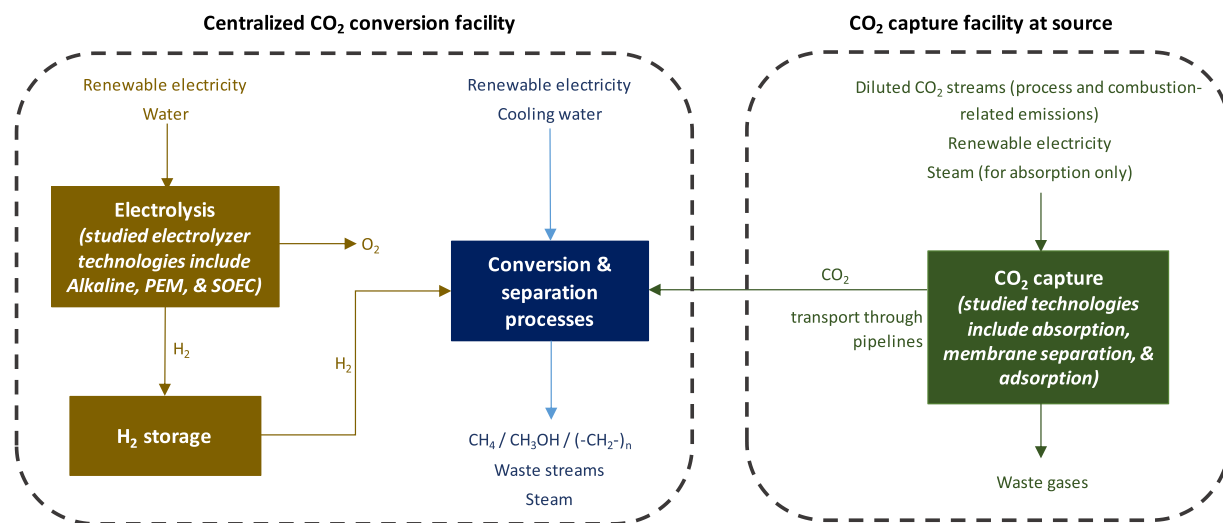 Centralized CO₂ conversion facility
CO₂ capture facility at source
Renewable electricity
Water
Electrolysis
(studied electrolyzer
technologies include
Alkaline, PEM, & SOEC)
O₂
H₂
H₂ storage
H₂
Renewable electricity
Cooling water
Conversion &
separation
processes
CH₄ / CH₃OH / (-CH₂-)ₙ
Waste streams
Steam
CO₂
transport through
pipelines
Diluted CO₂ streams (process and combustion-
related emissions)
Renewable electricity
Steam (for absorption only)
CO₂ capture
(studied technologies
include absorption,
membrane separation, &
adsorption)
Waste gases